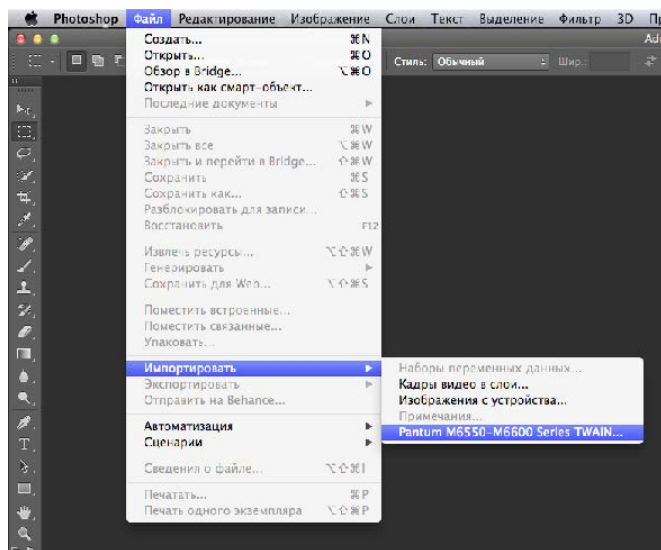 Photoshop Файл Редактирование Изображение Слои Текст Выделение Фильтр 3D
Создать... ⌘N
Открыть... ⌘O
Обзор в Bridge... ⌥⌘O
Открыть как смарт-объект...
Последние документы
Закрыть ⌘W
Закрыть все ⌥⌘W
Закрыть и перейти в Bridge... ⇧⌘W
Сохранить ⌘S
Сохранить как... ⇧⌘S
Разблокировать для записи...
Восстановить F12
Извлечь ресурсы... ⌥⇧⌘W
Генерировать
Сохранить для Web... ⌥⇧⌘S
Поместить встроенные...
Поместить связанные...
Упаковать...
Импортировать
Экспортировать
Отправить на Behance...
Автоматизация
Сценарии
Сведения о файле... ⌥⇧⌘I
Печатать... ⌘P
Печать одного экземпляра ⌥⇧⌘P
Стиль: Обычный Шир.:
Наборы переменных данных...
Кадры видео в слои...
Изображения с устройства...
Примечания...
Pantum M6550-M6600 Series TWAIN...